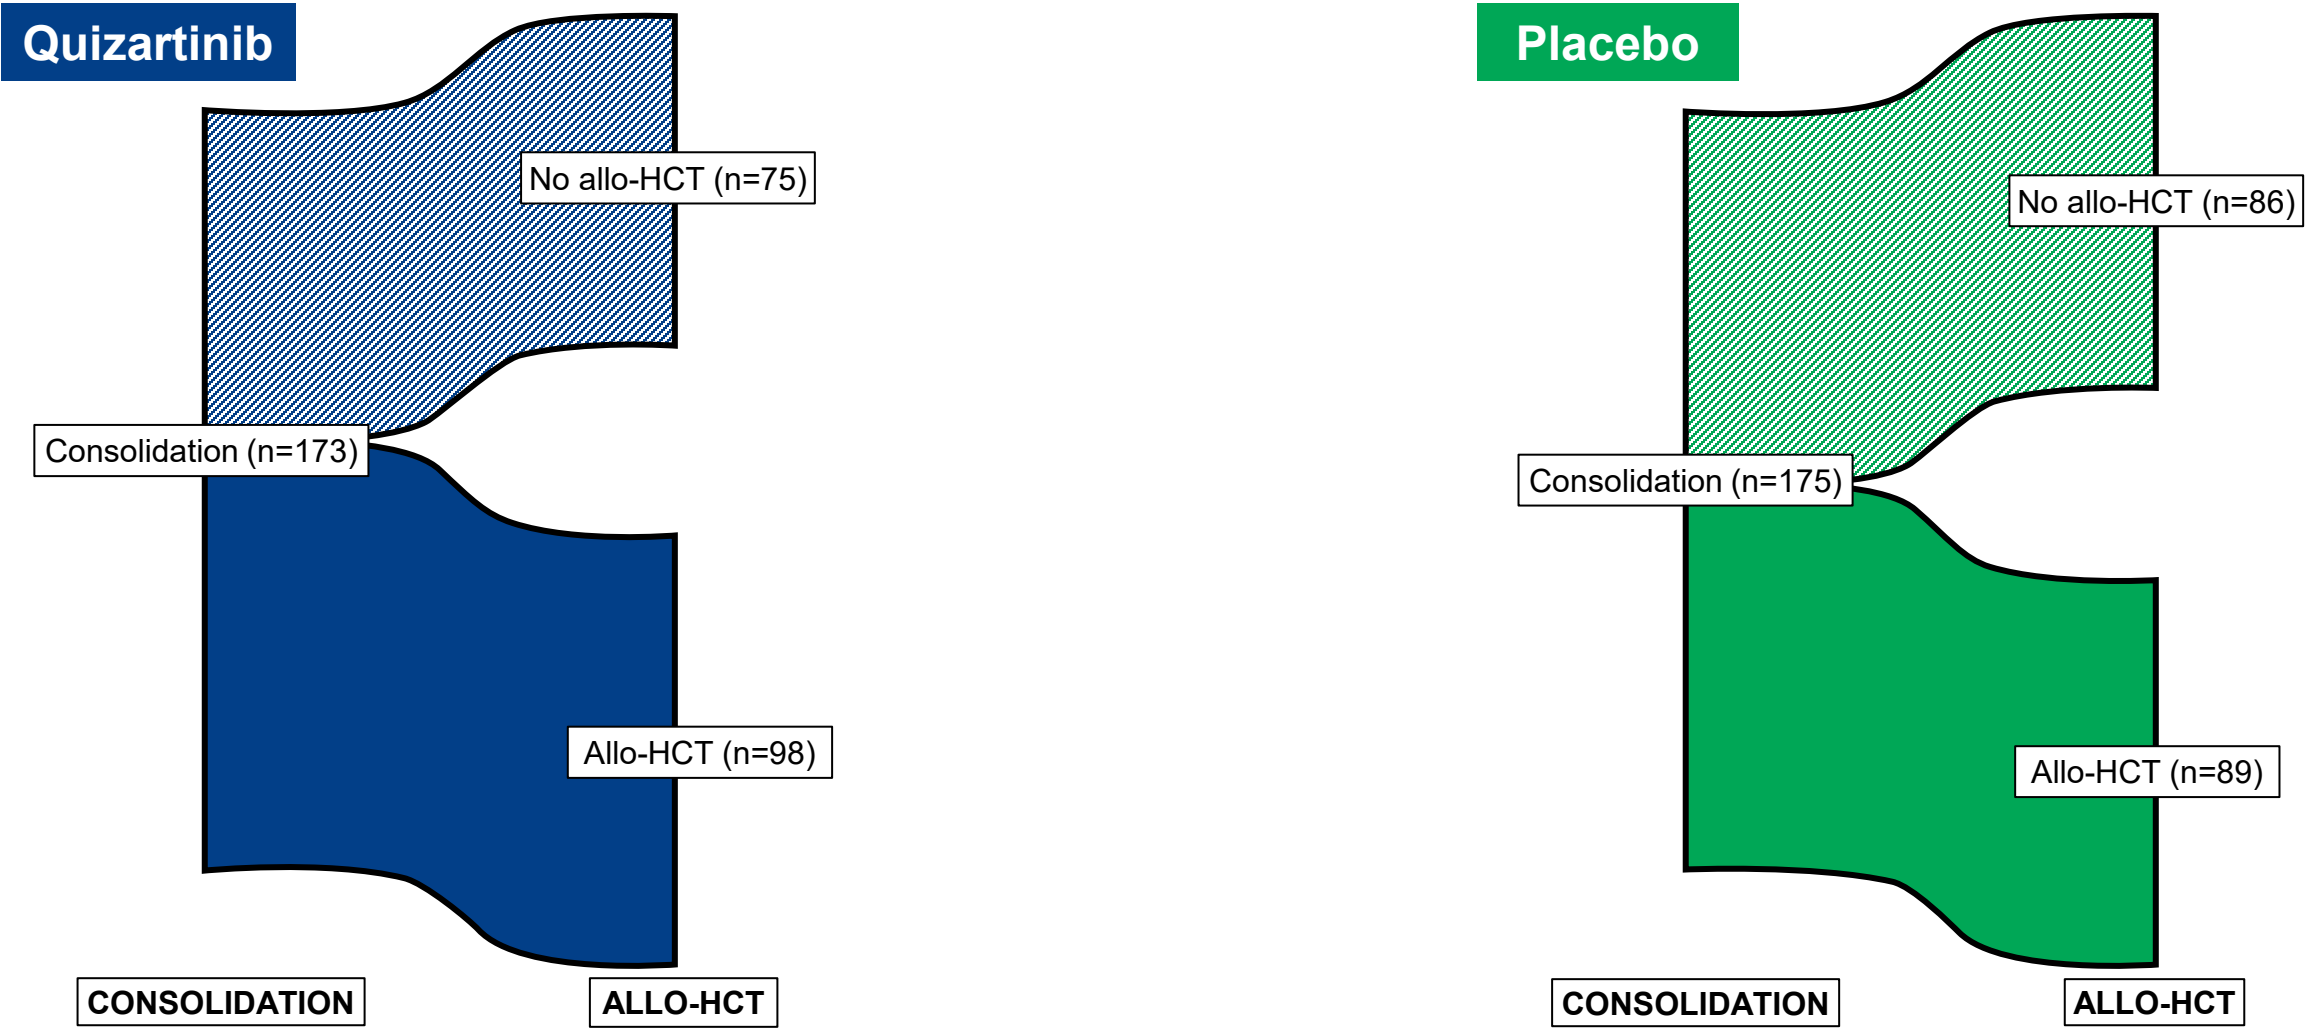 Quizartinib
No allo-HCT (n=75)
Consolidation (n=173)
Allo-HCT (n=98)
CONSOLIDATION
ALLO-HCT
Placebo
No allo-HCT (n=86)
Consolidation (n=175)
Allo-HCT (n=89)
CONSOLIDATION
ALLO-HCT